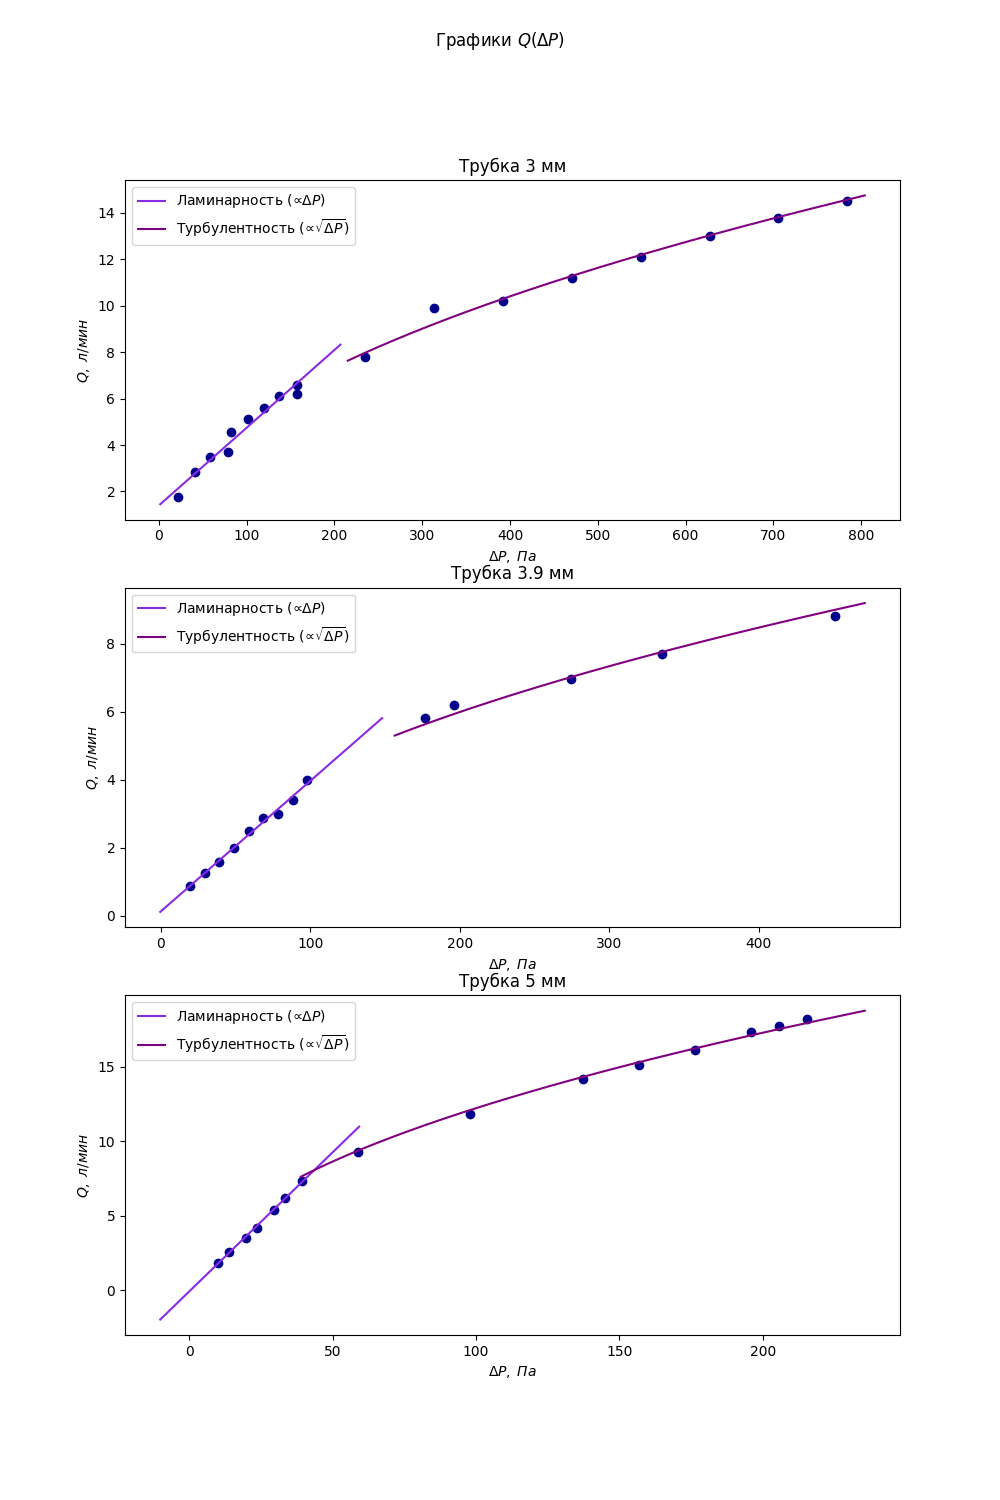 Графики Q(ΔP)
Трубка 3 мм
Ламинарность (∝ΔP)
Турбулентность (∝√ΔP)
14
12
10
8
6
4
2
Q, л/мин
0 100 200 300 400 500 600 700 800
ΔP, Па
Трубка 3.9 мм
Ламинарность (∝ΔP)
Турбулентность (∝√ΔP)
8
6
4
2
0
Q, л/мин
0 100 200 300 400
ΔP, Па
Трубка 5 мм
Ламинарность (∝ΔP)
Турбулентность (∝√ΔP)
15
10
5
0
Q, л/мин
0 50 100 150 200
ΔP, Па